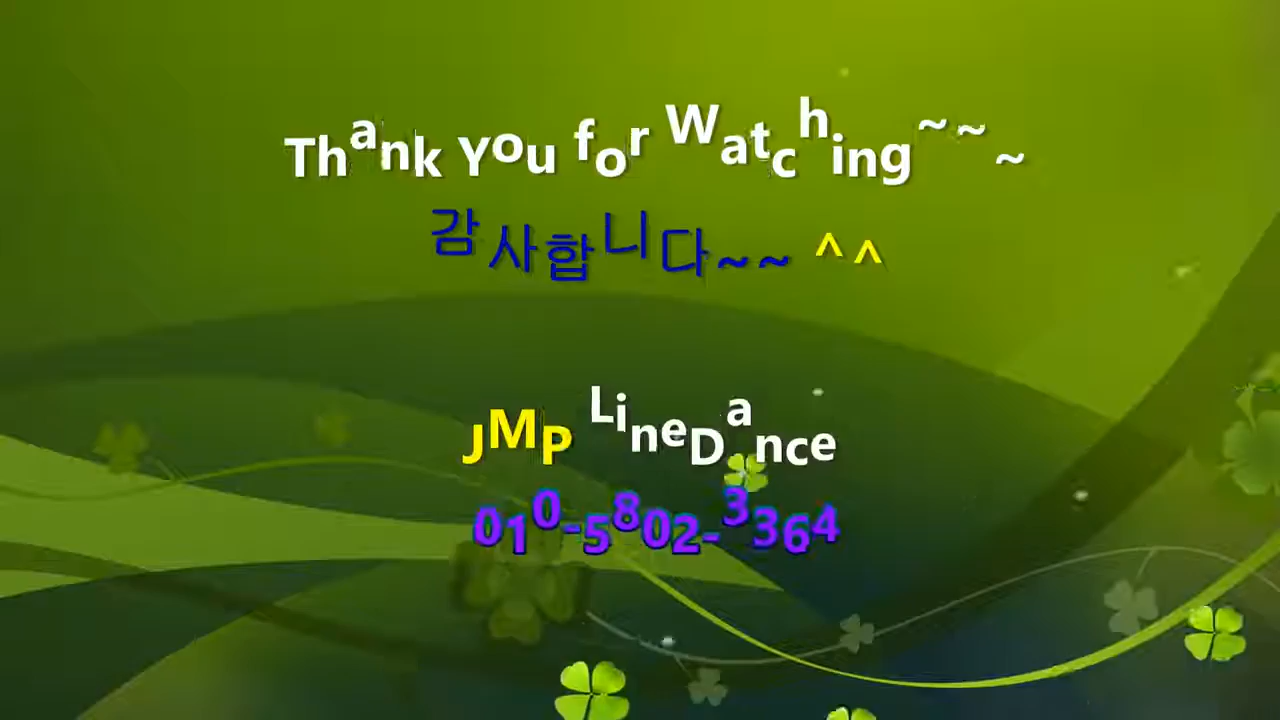 Thank You for Watching~~~
감사합니다~~ ^^
JMP LineDance
010-5802-3364